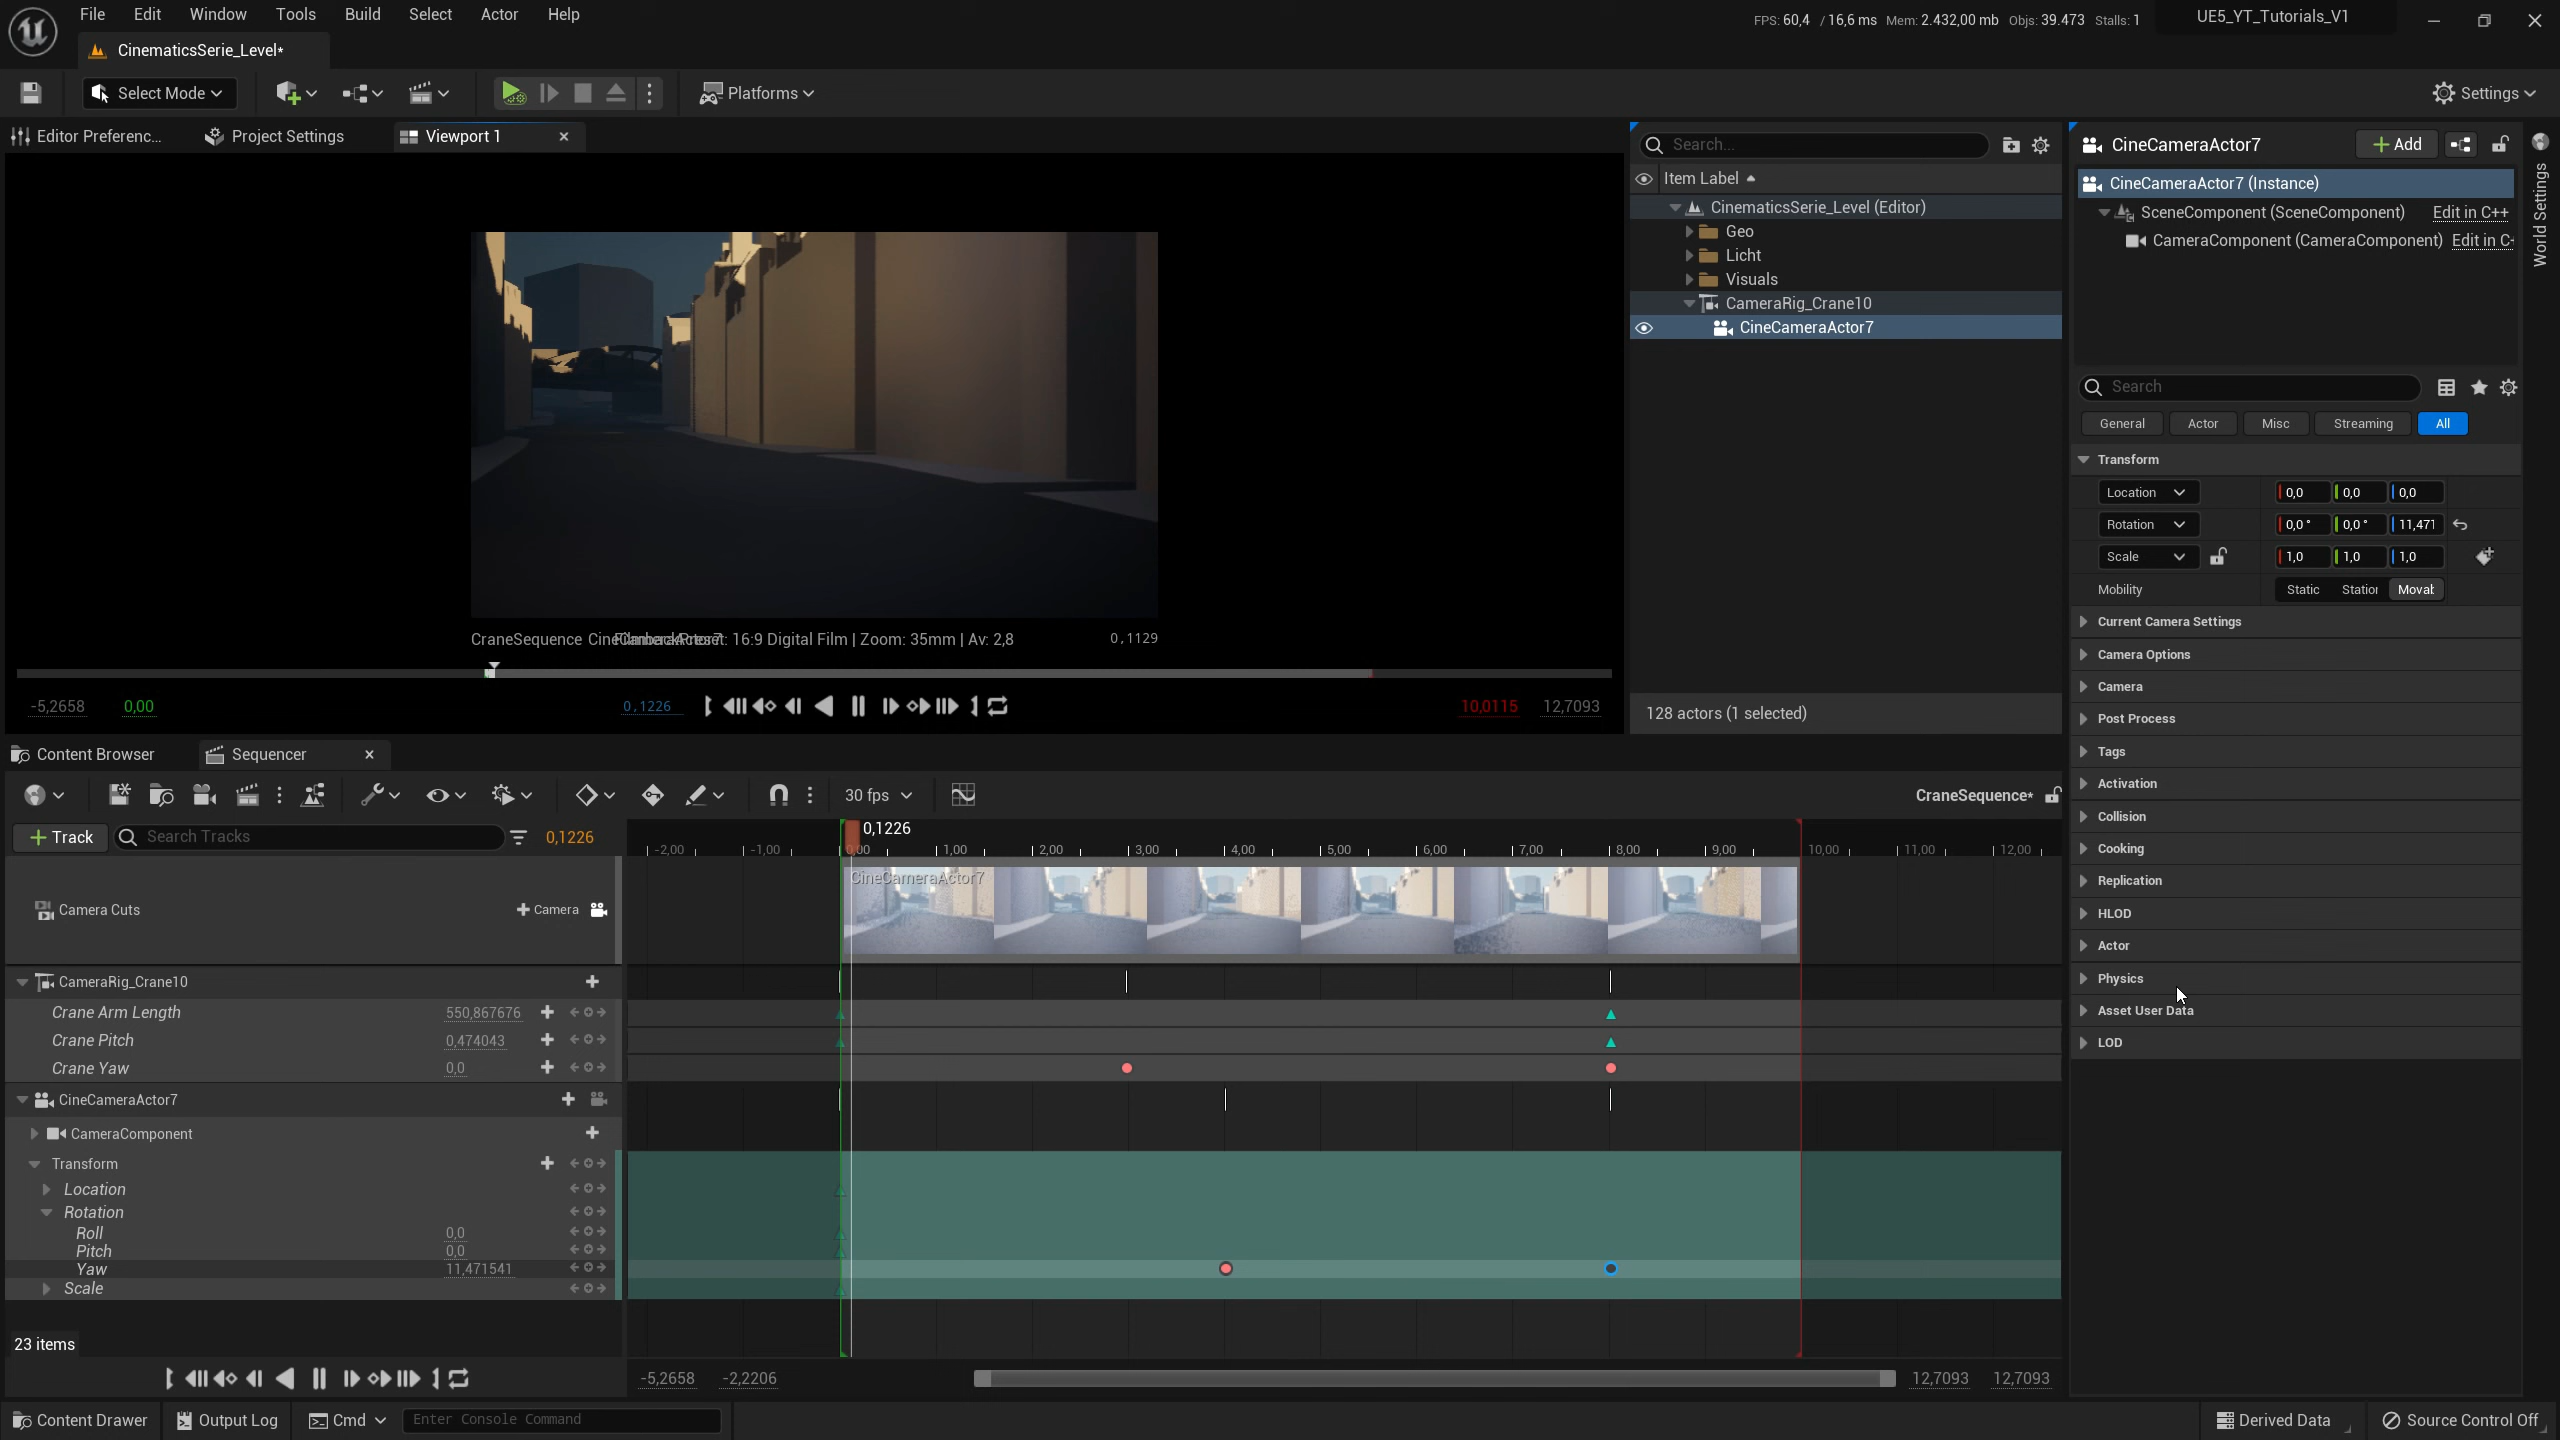 File Edit Window Tools Build Select Actor Help
FPS: 60,4 / 16,6 ms Mem: 2.432,00 mb Objs: 39.473 Stalls: 1
UE5_YT_Tutorials_V1
CinematicsSerie_Level*
Select Mode
Platforms
Settings
Editor Preferenc...
Project Settings
Viewport 1
CraneSequence
Preset: 16:9 Digital Film | Zoom: 35mm | Av: 2,8
0,1129
-5,2658
0,00
0,1226
10,0115
12,7093
Search...
Item Label
CinematicsSerie_Level (Editor)
Geo
Licht
Visuals
CameraRig_Crane10
CineCameraActor7
128 actors (1 selected)
CineCameraActor7
Add
CineCameraActor7 (Instance)
SceneComponent (SceneComponent) Edit in C++
CameraComponent (CameraComponent) Edit in C+
World Settings
Search
General Actor Misc Streaming All
Transform
Location 0,0 0,0 0,0
Rotation 0,0 ° 0,0 ° 11,471
Scale 1,0 1,0 1,0
Mobility Static Station Movab
Current Camera Settings
Camera Options
Camera
Post Process
Tags
Activation
Collision
Cooking
Replication
HLOD
Actor
Physics
Asset User Data
LOD
Content Browser
Sequencer
30 fps
CraneSequence*
Track
Search Tracks
0,1226
0,1226
-2,00 -1,00 0,00 1,00 2,00 3,00 4,00 5,00 6,00 7,00 8,00 9,00 10,00 11,00 12,00
Camera Cuts
Camera
CineCameraActor7
CameraRig_Crane10
Crane Arm Length 550,867676
Crane Pitch 0,474043
Crane Yaw 0,0
CineCameraActor7
CameraComponent
Transform
Location
Rotation
Roll 0,0
Pitch 0,0
Yaw 11,471541
Scale
23 items
-5,2658 -2,2206 12,7093 12,7093
Content Drawer
Output Log
Cmd
Enter Console Command
Derived Data
Source Control Off